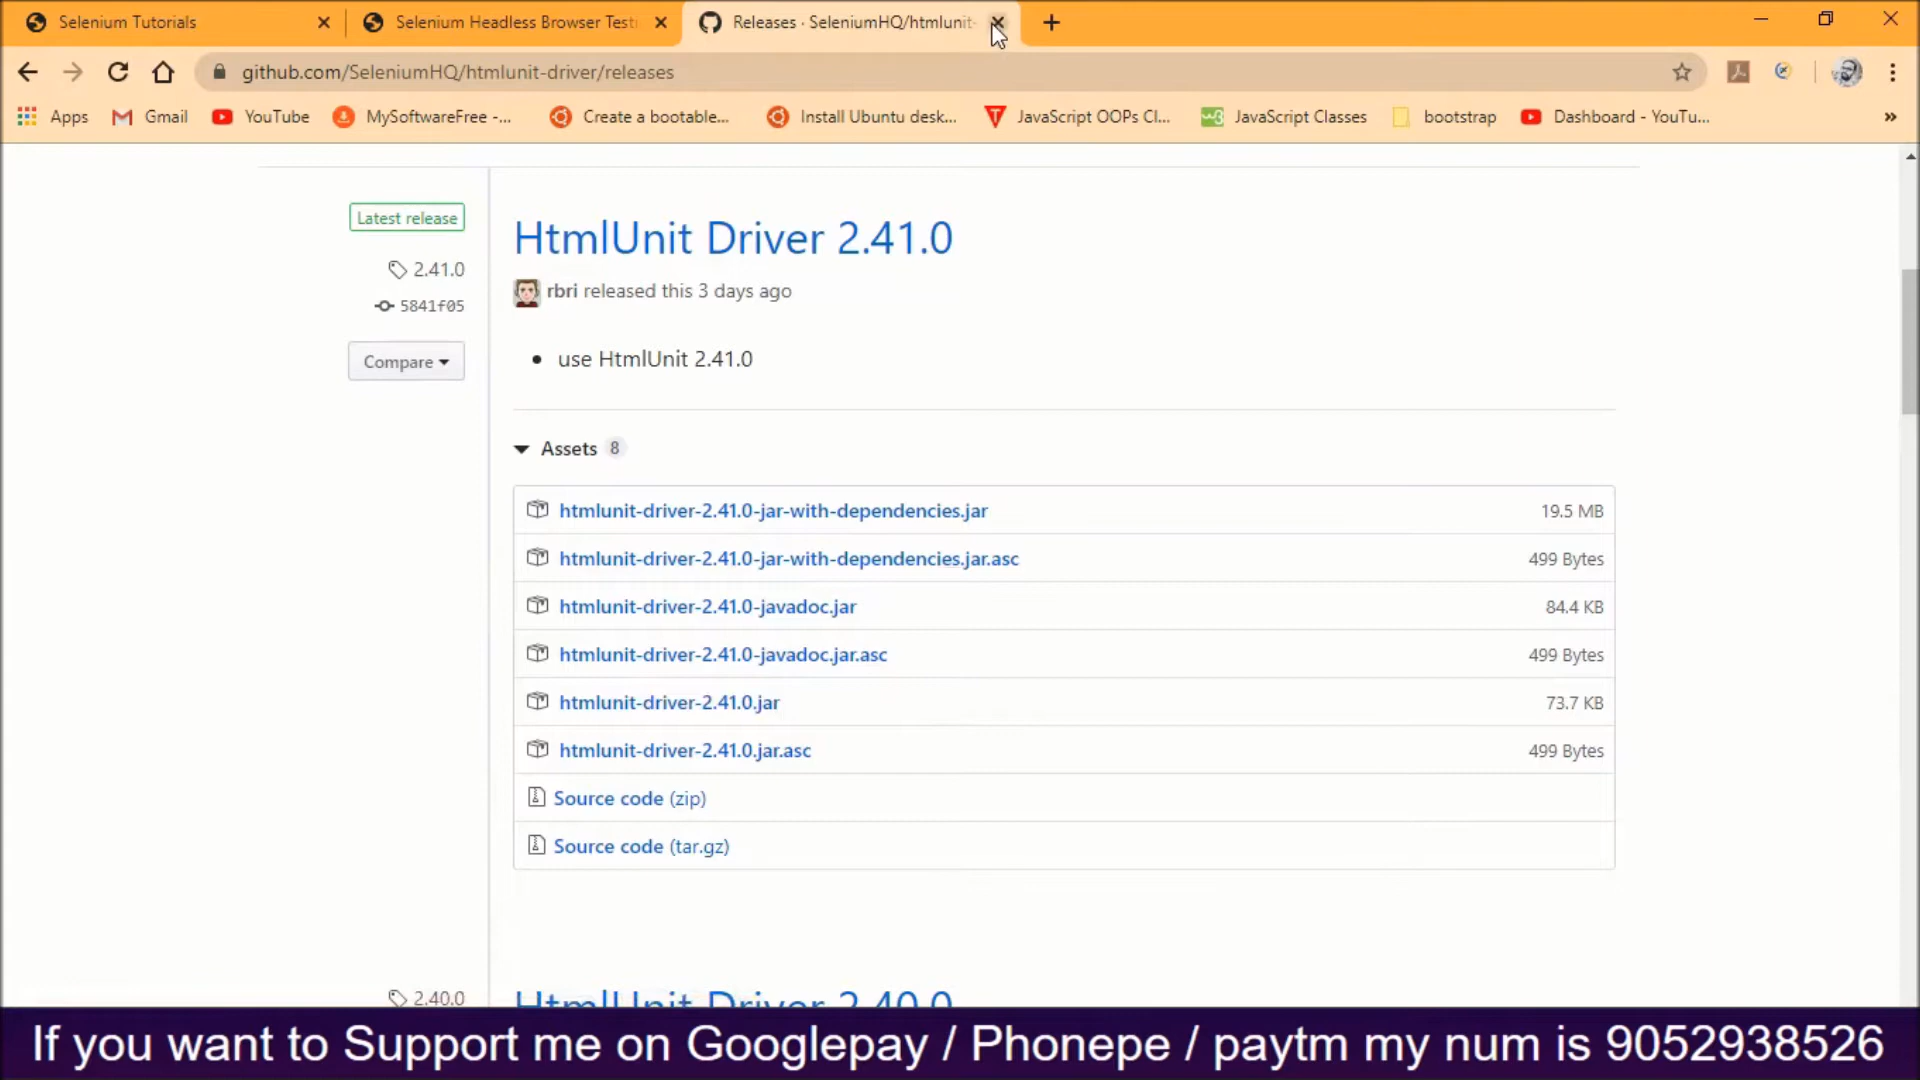 Selenium Tutorials
Selenium Headless Browser Testi
Releases · SeleniumHQ/htmlunit-
github.com/SeleniumHQ/htmlunit-driver/releases
Apps
Gmail
YouTube
MySoftwareFree -...
Create a bootable...
Install Ubuntu desk...
JavaScript OOPs Cl...
JavaScript Classes
bootstrap
Dashboard - YouTu...
»
Latest release
2.41.0
5841f05
Compare
HtmlUnit Driver 2.41.0
rbri released this 3 days ago
• use HtmlUnit 2.41.0
Assets 8
htmlunit-driver-2.41.0-jar-with-dependencies.jar 19.5 MB
htmlunit-driver-2.41.0-jar-with-dependencies.jar.asc 499 Bytes
htmlunit-driver-2.41.0-javadoc.jar 84.4 KB
htmlunit-driver-2.41.0-javadoc.jar.asc 499 Bytes
htmlunit-driver-2.41.0.jar 73.7 KB
htmlunit-driver-2.41.0.jar.asc 499 Bytes
Source code (zip)
Source code (tar.gz)
2.40.0
HtmlUnit Driver 2.40.0
If you want to Support me on Googlepay / Phonepe / paytm my num is 9052938526